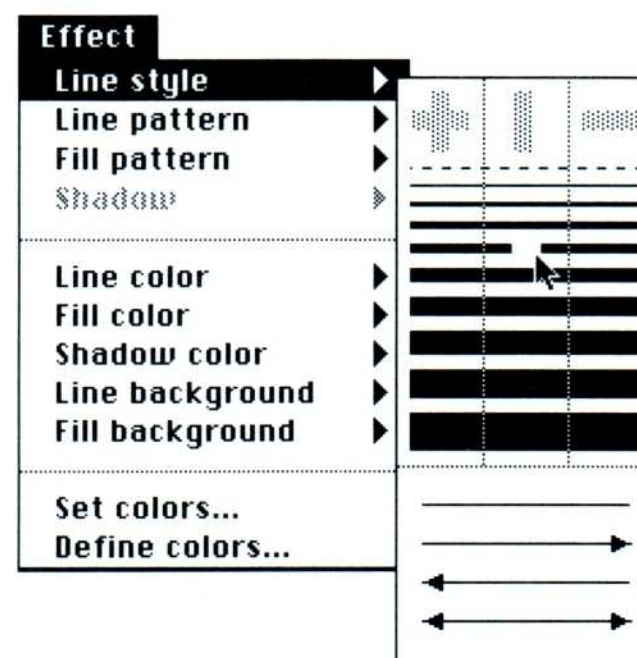 Effect
Line style
Line pattern
Fill pattern
Shadow
Line color
Fill color
Shadow color
Line background
Fill background
Set colors...
Define colors...